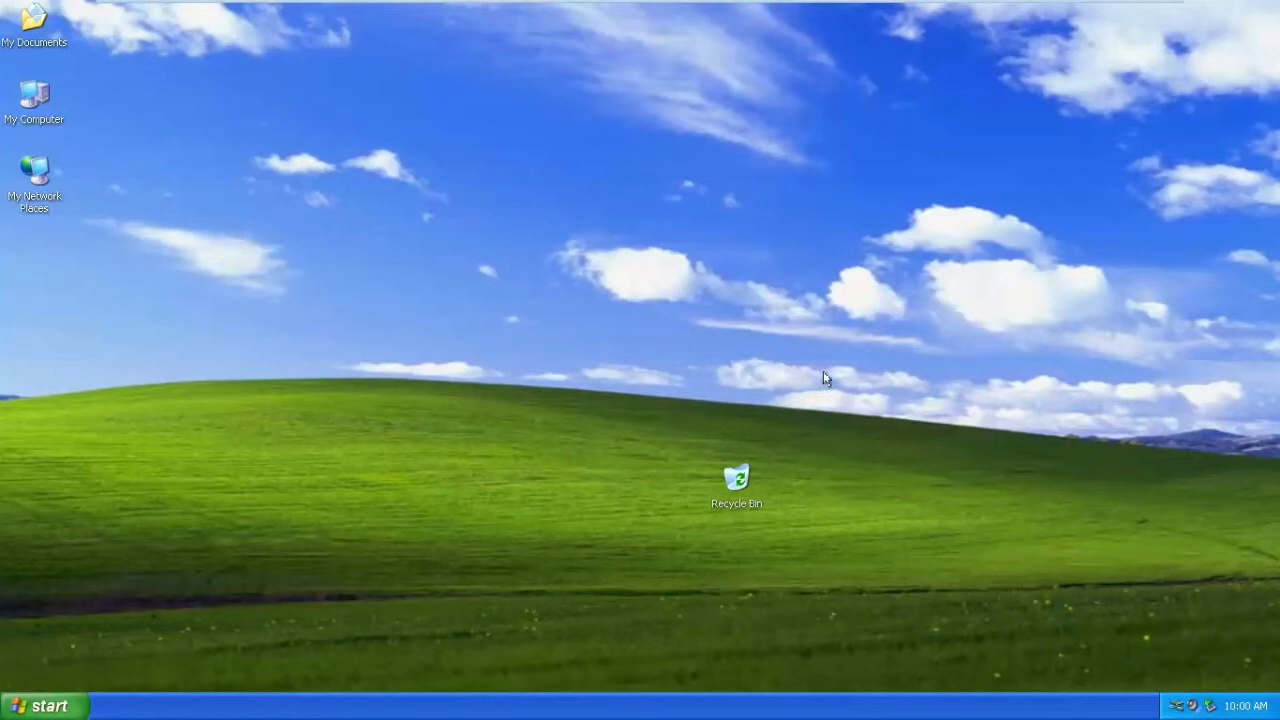 My Documents
My Computer
My Network
Places
Recycle Bin
start
10:00 AM